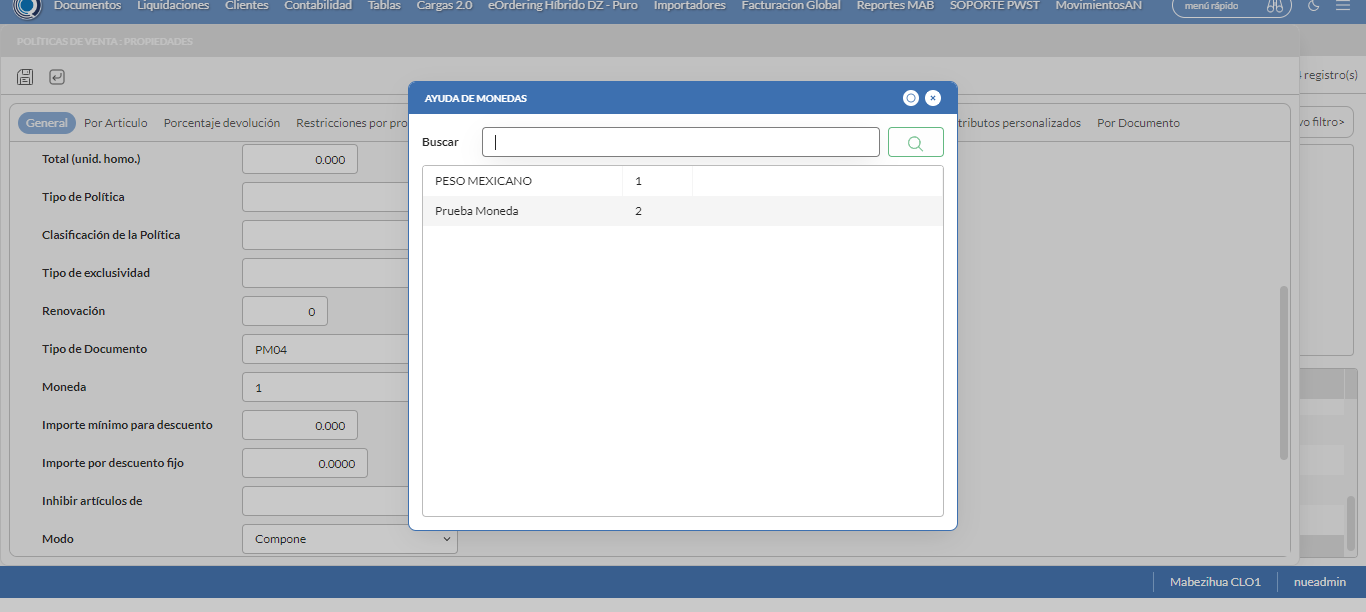 Documentos Liquidaciones Clientes Contabilidad Tablas Cargas 2.0 eOrdering Híbrido DZ - Puro Importadores Facturacion Global Reportes MAB SOPORTE PWST MovimientosAN menú rápido
POLÍTICAS DE VENTA : PROPIEDADES
registro(s)
AYUDA DE MONEDAS
General Por Articulo Porcentaje devolución Restricciones por pro tributos personalizados Por Documento vo filtro>
Buscar
Total (unid. homo.) 0.000
PESO MEXICANO 1
Tipo de Política
Prueba Moneda 2
Clasificación de la Política
Tipo de exclusividad
Renovación 0
Tipo de Documento PM04
Moneda 1
Importe mínimo para descuento 0.000
Importe por descuento fijo 0.0000
Inhibir artículos de
Modo Compone
Mabezihua CLO1 nueadmin